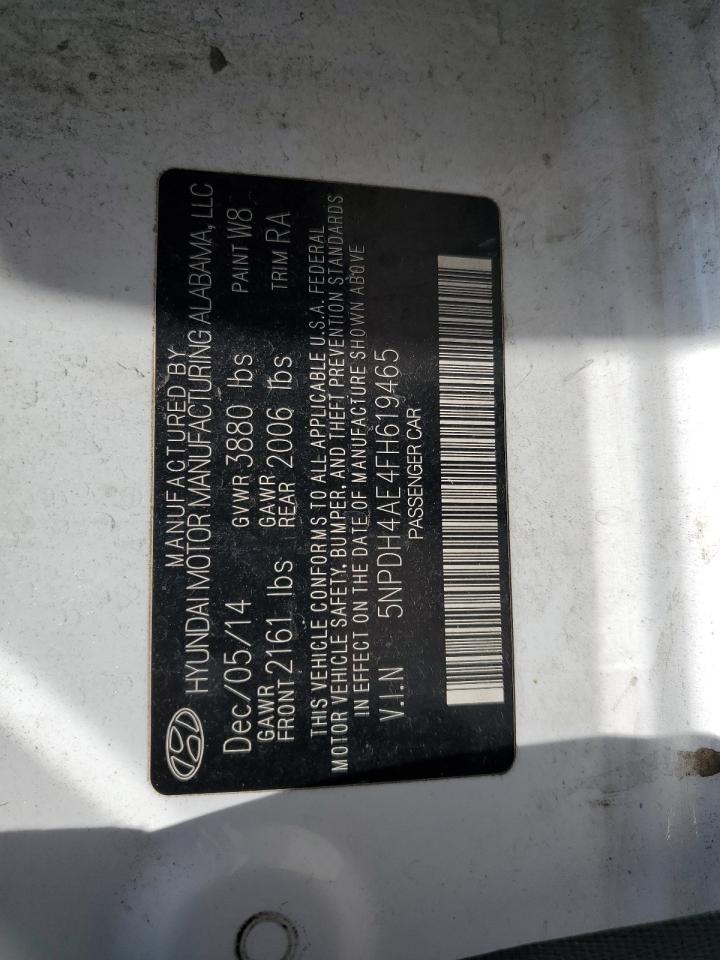 MANUFACTURED BY
HYUNDAI MOTOR MANUFACTURING ALABAMA, LLC
Dec/05/14 GVWR 3880 lbs PAINT W8
GAWR FRONT 2161 lbs GAWR REAR 2006 lbs TRIM RA
THIS VEHICLE CONFORMS TO ALL APPLICABLE U.S.A. FEDERAL
MOTOR VEHICLE SAFETY, BUMPER, AND THEFT PREVENTION STANDARDS
IN EFFECT ON THE DATE OF MANUFACTURE SHOWN ABOVE
V.I.N 5NPDH4AE4FH619465
PASSENGER CAR